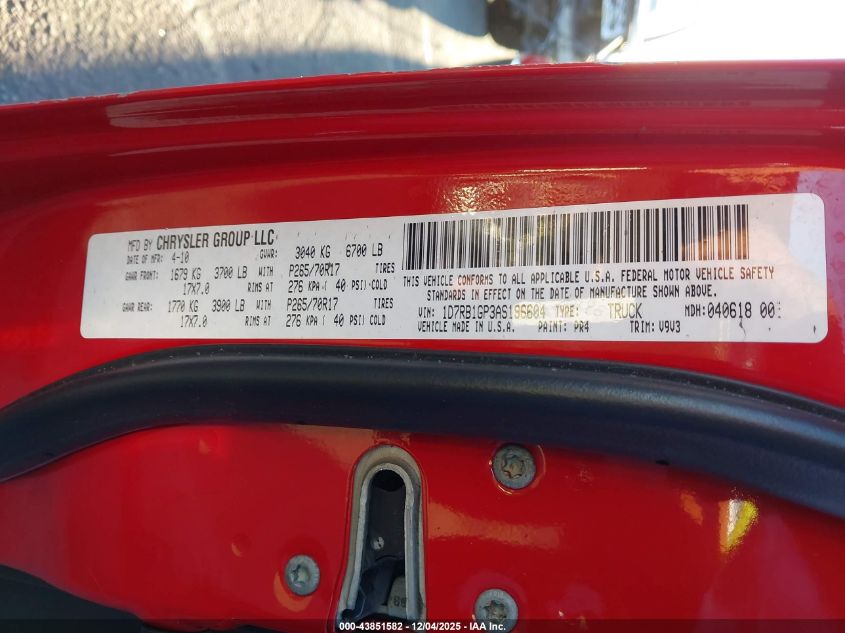 MFD BY CHRYSLER GROUP LLC
DATE OF MFR: 4-10 GVWR: 3040 KG 6700 LB
GAWR FRONT: 1679 KG 3700 LB WITH P265/70R17 TIRES
17X7.0 RIMS AT 276 KPA ( 40 PSI) COLD
GAWR REAR: 1770 KG 3900 LB WITH P265/70R17 TIRES
17X7.0 RIMS AT 276 KPA ( 40 PSI) COLD
THIS VEHICLE CONFORMS TO ALL APPLICABLE U.S.A. FEDERAL MOTOR VEHICLE SAFETY
STANDARDS IN EFFECT ON THE DATE OF MANUFACTURE SHOWN ABOVE.
VIN: TYPE: TRUCK MDH: 040618 00
VEHICLE MADE IN U.S.A. PAINT: PR4 TRIM: V9V3
000-43851582 - 12/04/2025 - IAA Inc.